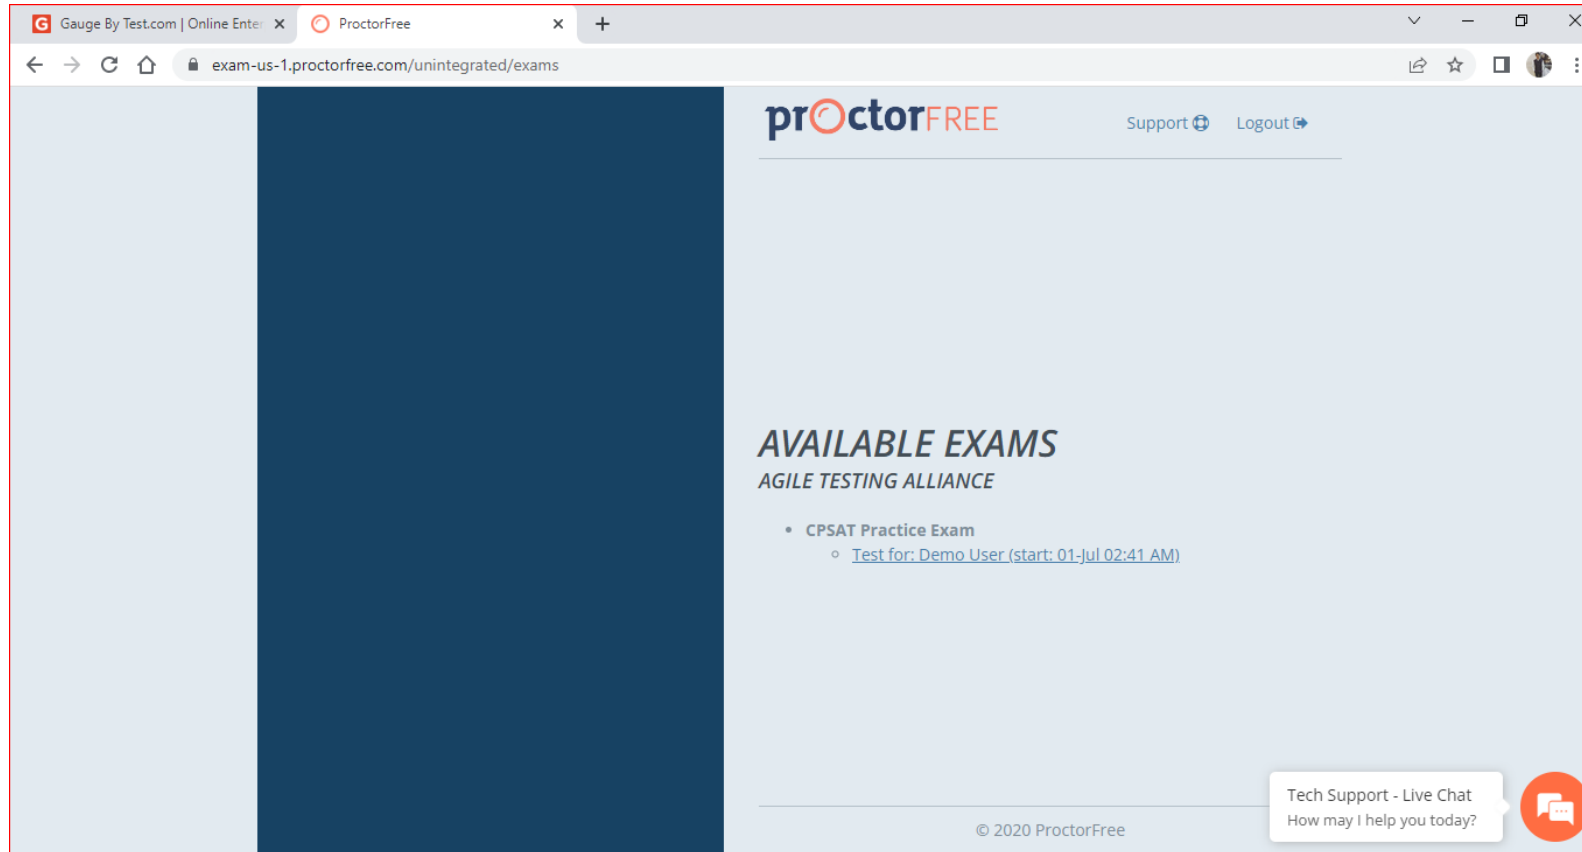 G Gauge By Test.com | Online Enter
ProctorFree
exam-us-1.proctorfree.com/unintegrated/exams
proctorFREE
Support
Logout
AVAILABLE EXAMS
AGILE TESTING ALLIANCE
• CPSAT Practice Exam
◦ Test for: Demo User (start: 01-Jul 02:41 AM)
Tech Support - Live Chat
How may I help you today?
© 2020 ProctorFree